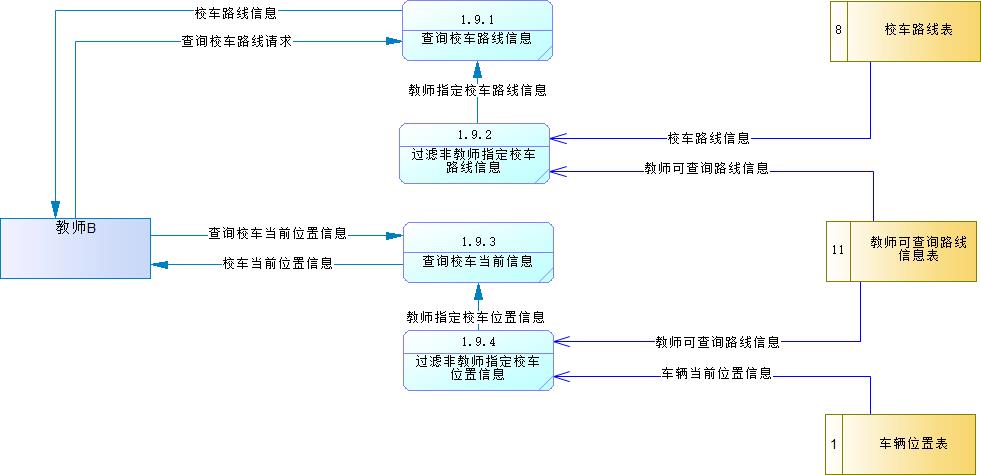 校车路线信息
1.9.1
查询校车路线信息
8
校车路线表
查询校车路线请求
教师指定校车路线信息
1.9.2
过滤非教师指定校车
路线信息
校车路线信息
教师可查询路线信息
教师B
查询校车当前位置信息
1.9.3
查询校车当前信息
11
教师可查询路线
信息表
校车当前位置信息
教师指定校车位置信息
1.9.4
过滤非教师指定校车
位置信息
教师可查询路线信息
车辆当前位置信息
1
车辆位置表